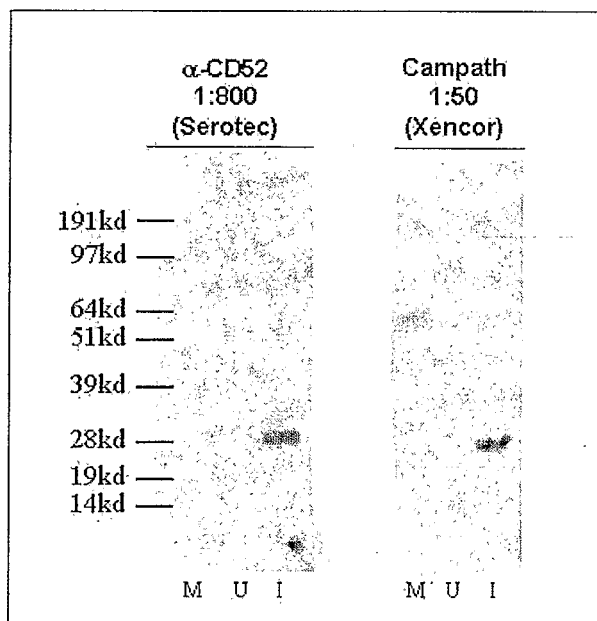 α-CD52
1:800
(Serotec)
Campath
1:50
(Xencor)
191kd
97kd
64kd
51kd
39kd
28kd
19kd
14kd
M U I
M U I